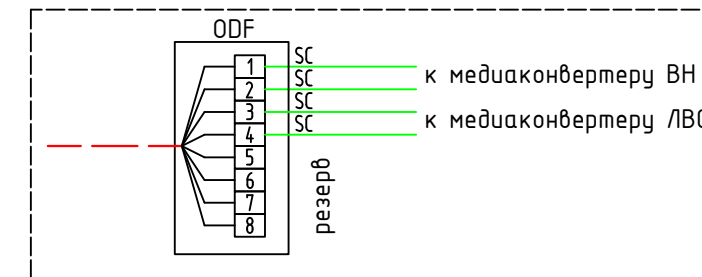 ODF
1 SC
2 SC
к медиаконвертеру ВН
3 SC
4 SC
к медиаконвертеру ЛВС
5
6
7
8
резерв